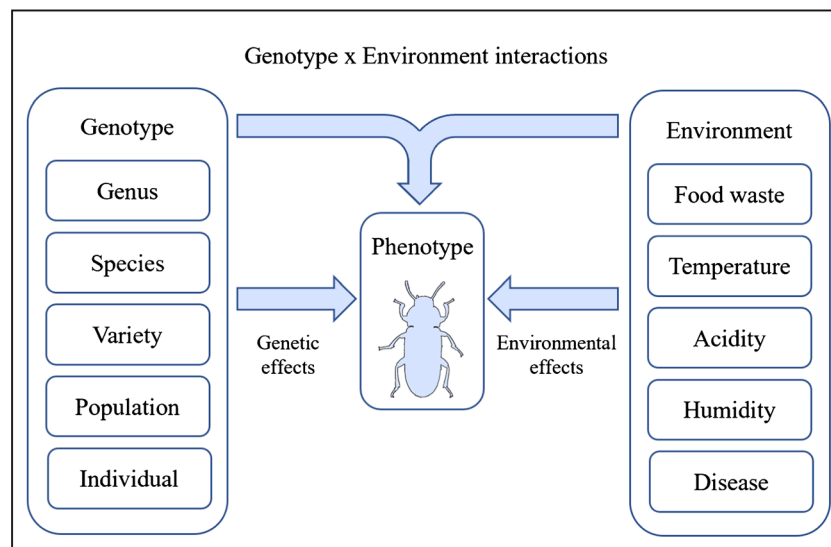 Genotype x Environment interactions
Genotype
Genus
Species
Variety
Population
Individual
Genetic
effects
Phenotype
Environmental
effects
Environment
Food waste
Temperature
Acidity
Humidity
Disease